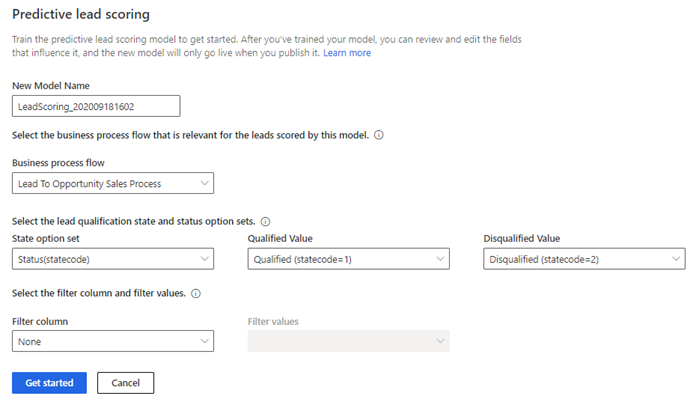 Predictive lead scoring
Train the predictive lead scoring model to get started. After you've trained your model, you can review and edit the fields
that influence it, and the new model will only go live when you publish it. Learn more
New Model Name
LeadScoring_202009181602
Select the business process flow that is relevant for the leads scored by this model.
Business process flow
Lead To Opportunity Sales Process
Select the lead qualification state and status option sets.
State option set Qualified Value Disqualified Value
Status(statecode) Qualified (statecode=1) Disqualified (statecode=2)
Select the filter column and filter values.
Filter column Filter values
None
Get started Cancel